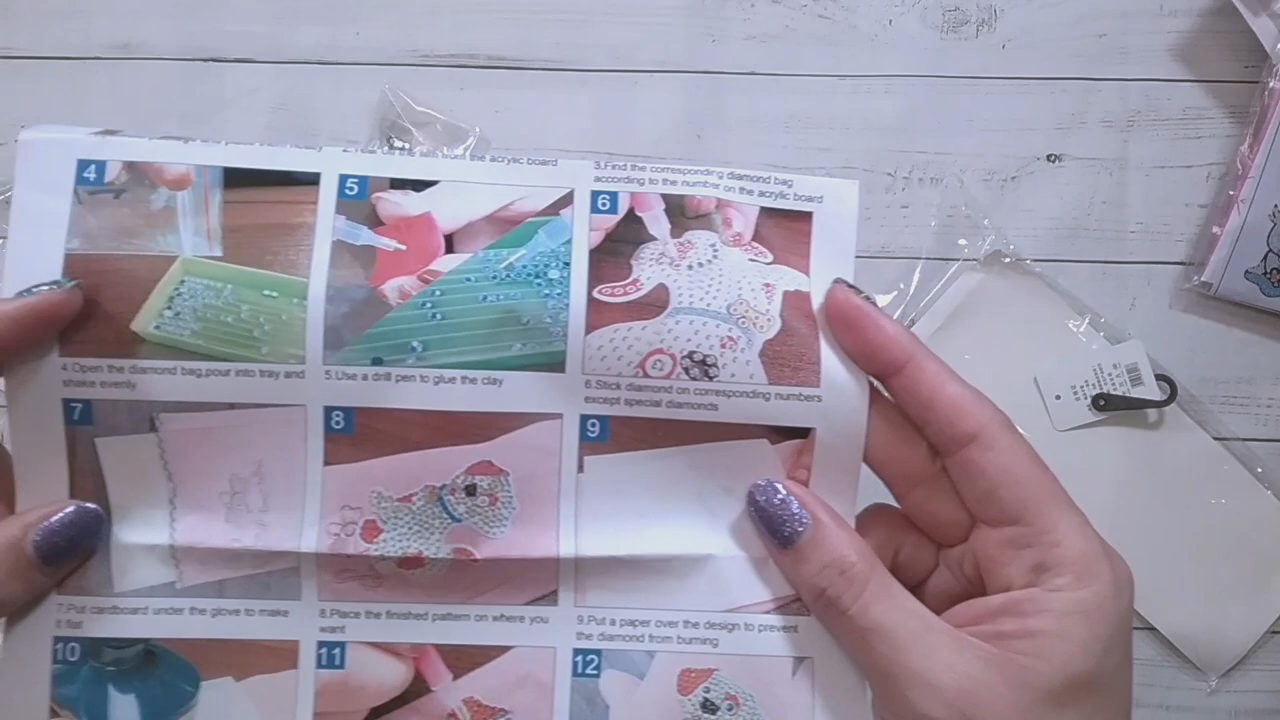 the acrylic board
3.Find the corresponding diamond bag
according to the number on the acrylic board
4
5
6
4.Open the diamond bag,pour into tray and
shake evenly
5.Use a drill pen to glue the clay
6.Stick diamond on corresponding numbers
except special diamonds
7
8
9
7.Put cardboard under the glove to make
it flat
8.Place the finished pattern on where you
want
9.Put a paper over the design to prevent
the diamond from burning
10
11
12